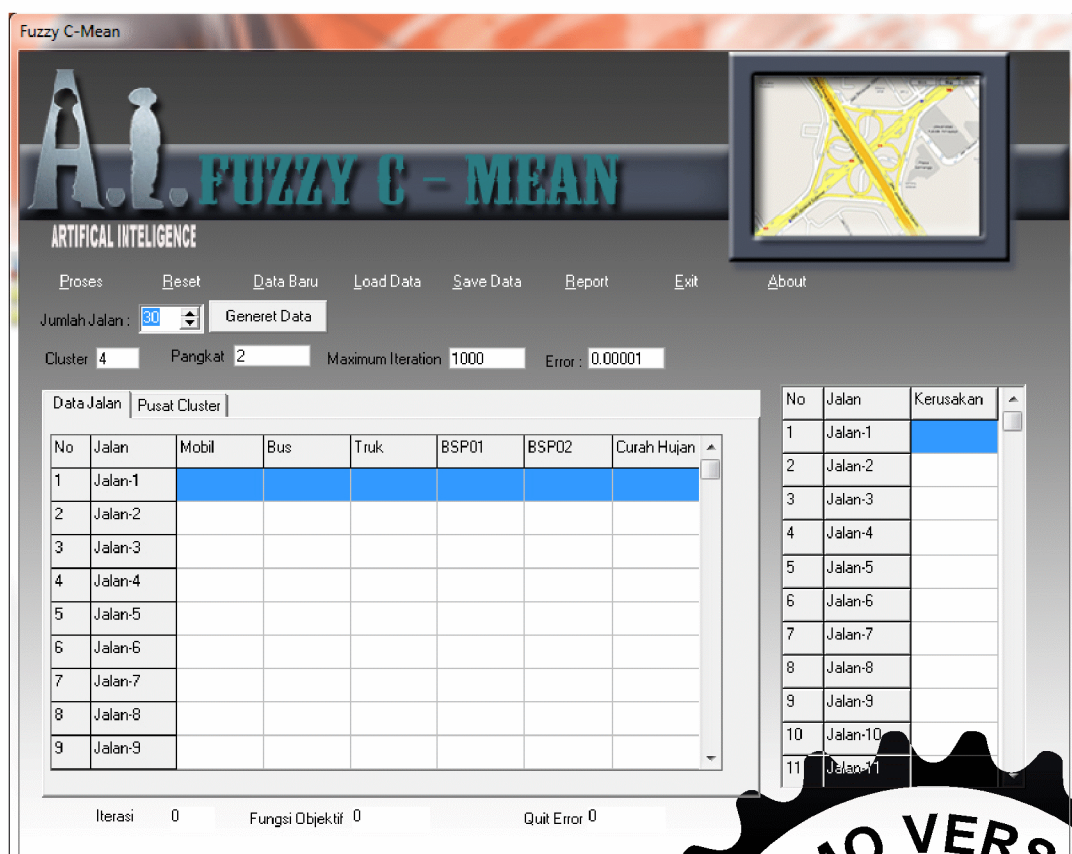 Fuzzy C-Mean
A.I. FUZZY C - MEAN
ARTIFICAL INTELIGENCE
Proses Reset Data Baru Load Data Save Data Report Exit About
Jumlah Jalan : 30 Generet Data
Cluster 4 Pangkat 2 Maximum Iteration 1000 Error : 0.00001
Data Jalan Pusat Cluster
No Jalan Mobil Bus Truk BSP01 BSP02 Curah Hujan
1 Jalan-1
2 Jalan-2
3 Jalan-3
4 Jalan-4
5 Jalan-5
6 Jalan-6
7 Jalan-7
8 Jalan-8
9 Jalan-9
No Jalan Kerusakan
1 Jalan-1
2 Jalan-2
3 Jalan-3
4 Jalan-4
5 Jalan-5
6 Jalan-6
7 Jalan-7
8 Jalan-8
9 Jalan-9
10 Jalan-10
11 Jalan-11
Iterasi 0 Fungsi Objektif 0 Quit Error 0